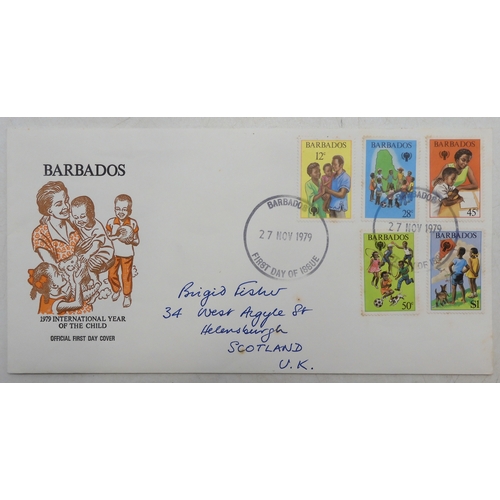 BARBADOS
12c
BARBADOS
28c
BARBADOS
45c
BARBADOS
50c
BARBADOS
$1
BARBADOS
27 NOV 1979
FIRST DAY OF ISSUE
BARBADOS
27 NOV 1979
BARBADOS
1979 INTERNATIONAL YEAR
OF THE CHILD
OFFICIAL FIRST DAY COVER
Brigid Fisher
34 West Argyle St
Helensburgh
SCOTLAND
U.K.